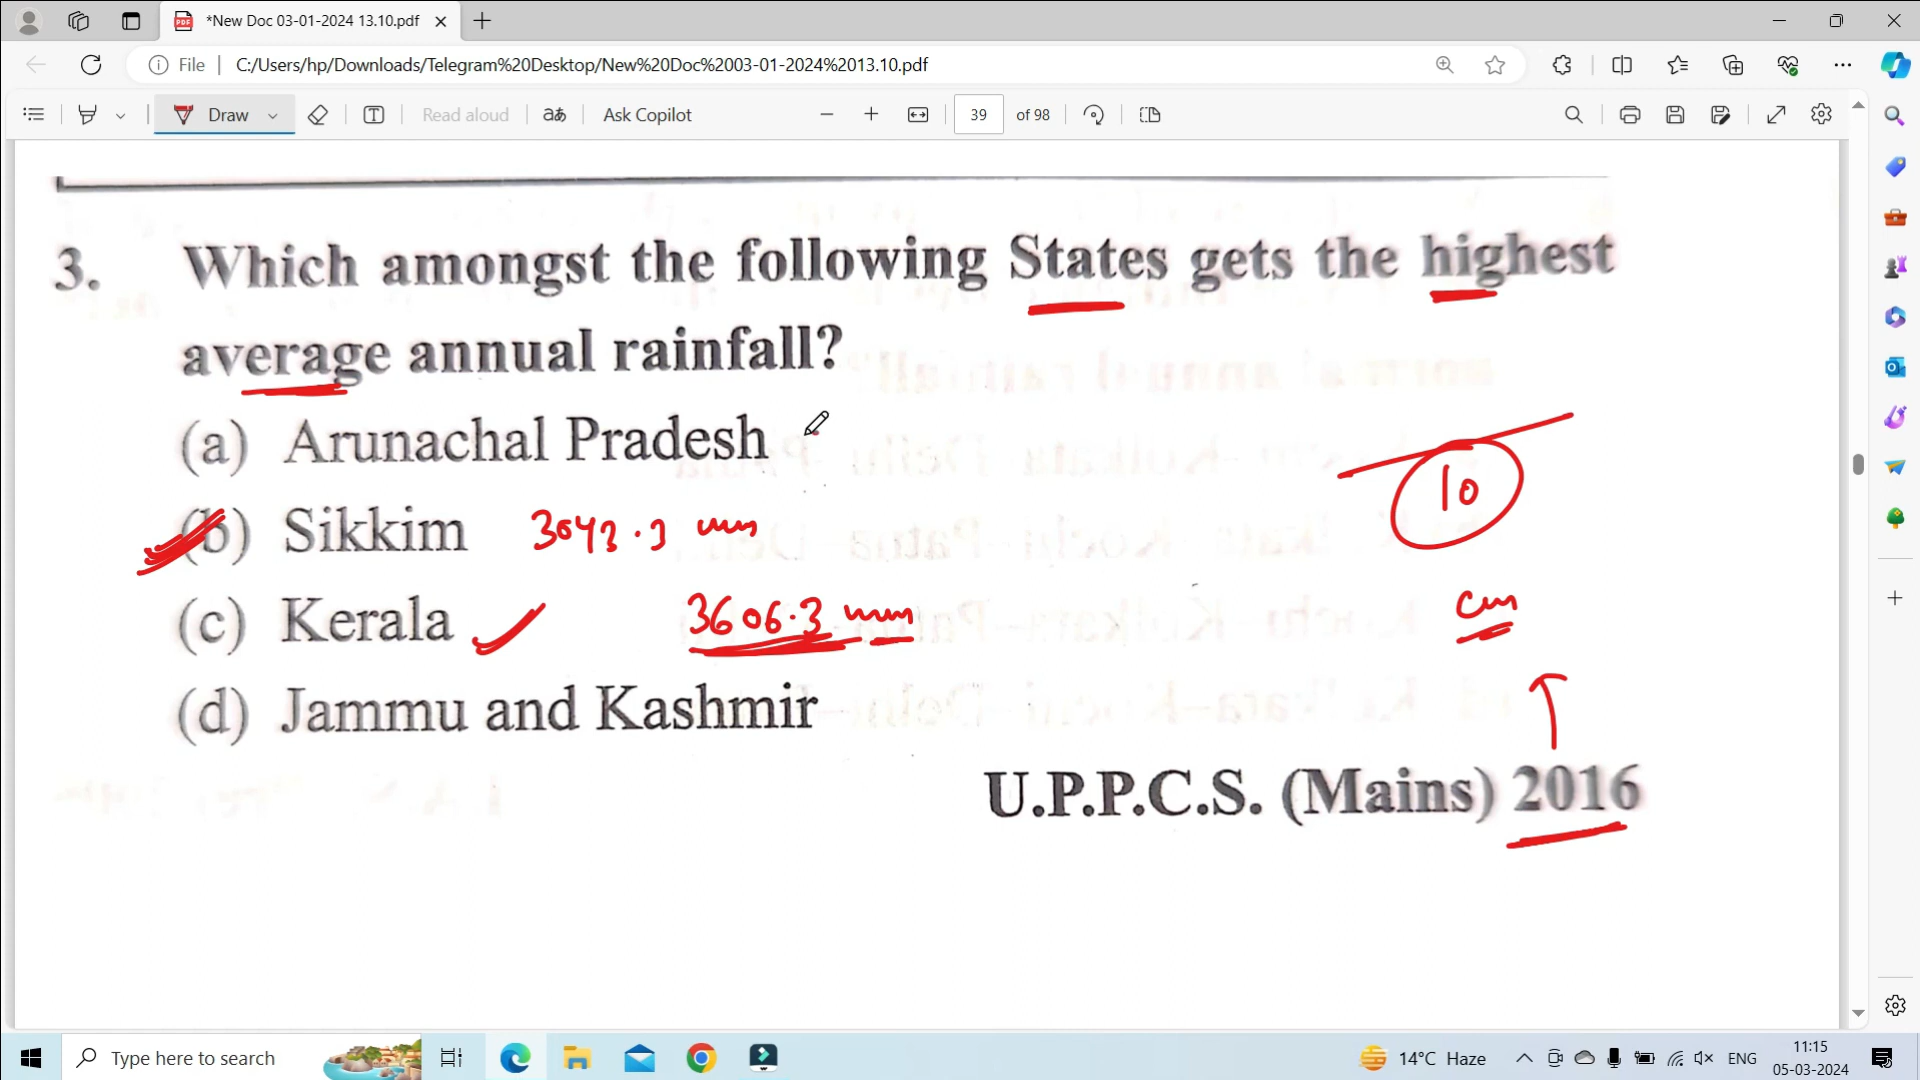 *New Doc 03-01-2024 13.10.pdf
File
C:/Users/hp/Downloads/Telegram%20Desktop/New%20Doc%2003-01-2024%2013.10.pdf
Draw
Read aloud
aあ
Ask Copilot
39 of 98
3. Which amongst the following States gets the highest
average annual rainfall?
(a) Arunachal Pradesh
10
(b) Sikkim 3043.3 mm
(c) Kerala 3606.3 mm
cm
(d) Jammu and Kashmir
U.P.P.C.S. (Mains) 2016
Type here to search
14°C Haze
ENG
11:15
05-03-2024